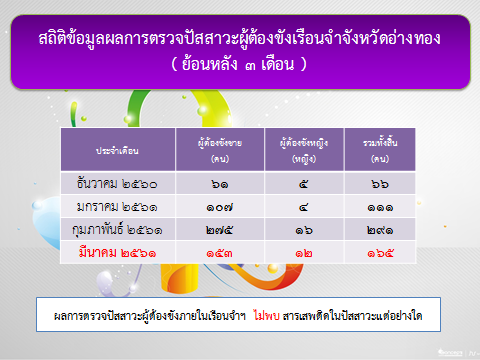 สถิติข้อมูลผลการตรวจปัสสาวะผู้ต้องขังเรือนจำจังหวัดอ่างทอง
( ย้อนหลัง ๓ เดือน )
ประจำเดือน ผู้ต้องขังชาย (คน) ผู้ต้องขังหญิง (หญิง) รวมทั้งสิ้น (คน)
ธันวาคม ๒๕๖๐ ๖๑ ๕ ๖๖
มกราคม ๒๕๖๑ ๑๐๗ ๔ ๑๑๑
กุมภาพันธ์ ๒๕๖๑ ๒๗๕ ๑๖ ๒๙๑
มีนาคม ๒๕๖๑ ๑๕๓ ๑๒ ๑๖๕
ผลการตรวจปัสสาวะผู้ต้องขังภายในเรือนจำฯ ไม่พบ สารเสพติดในปัสสาวะแต่อย่างใด